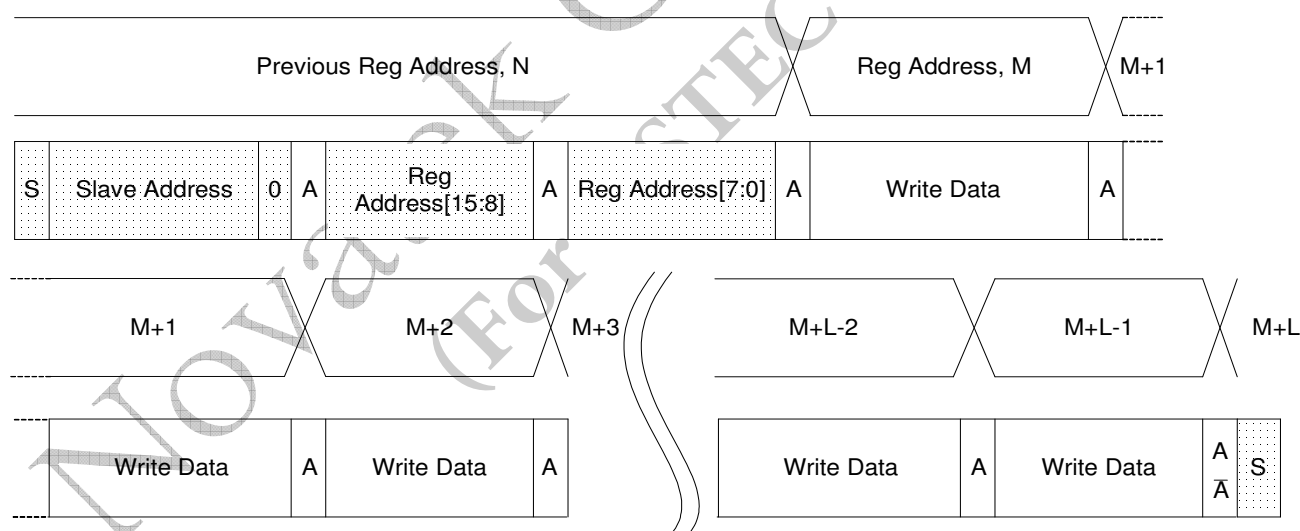 Previous Reg Address, N
Reg Address, M
M+1
S
Slave Address
0
A
Reg
Address[15:8]
A
Reg Address[7:0]
A
Write Data
A
M+1
M+2
M+3
M+L-2
M+L-1
M+L
Write Data
A
Write Data
A
Write Data
A
Write Data
A
A̅
S
(For